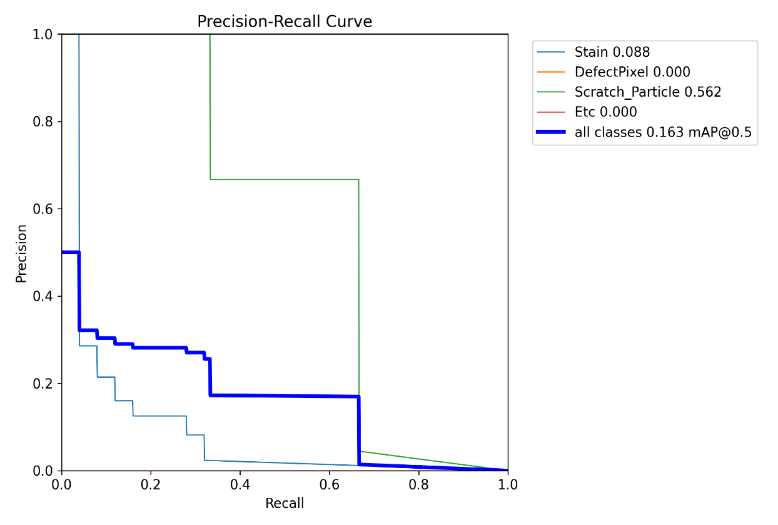 Precision-Recall Curve
1.0
0.8
0.6
0.4
0.2
0.0
Precision
0.0 0.2 0.4 0.6 0.8 1.0
Recall
Stain 0.088
DefectPixel 0.000
Scratch_Particle 0.562
Etc 0.000
all classes 0.163 mAP@0.5